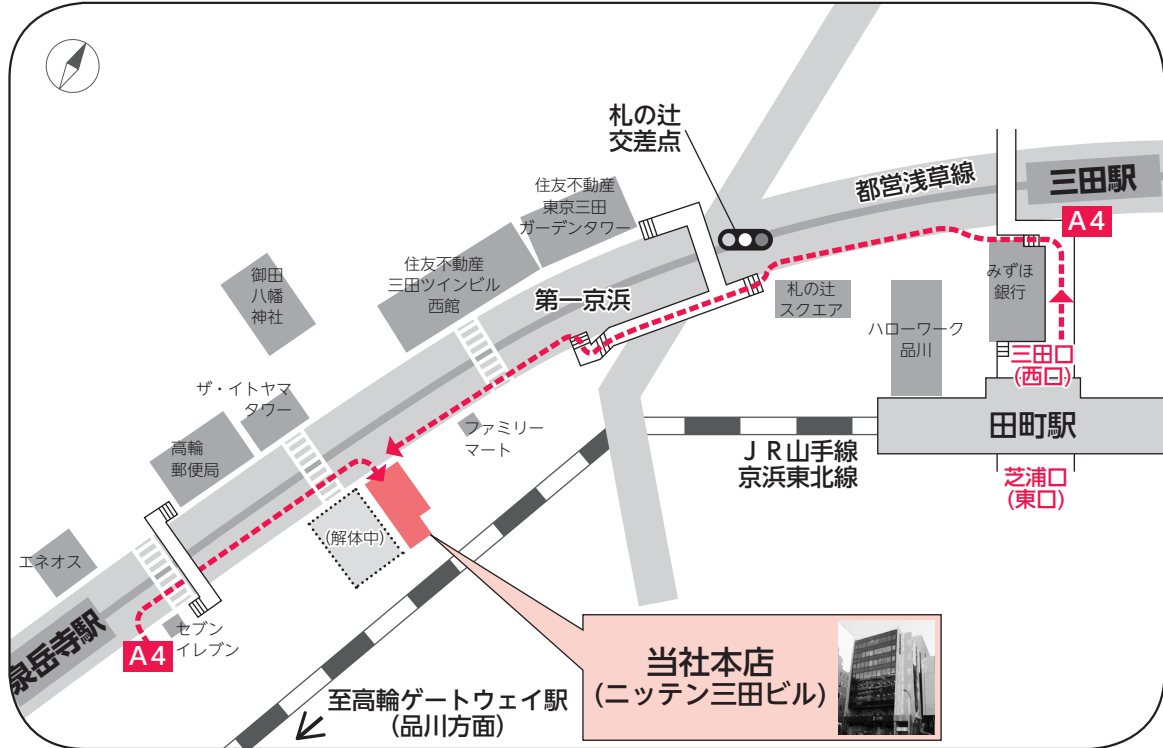 札の辻
交差点
都営浅草線
三田駅
A4
住友不動産
東京三田
ガーデンタワー
住友不動産
三田ツインビル
西館
御田
八幡
神社
第一京浜
札の辻
スクエア
みずほ
銀行
ハローワーク
品川
三田口
(西口)
田町駅
芝浦口
(東口)
ザ・イトヤマ
タワー
高輪
郵便局
ファミリー
マート
ＪＲ山手線
京浜東北線
(解体中)
エネオス
泉岳寺駅
A4
セブン
イレブン
至高輪ゲートウェイ駅
(品川方面)
当社本店
(ニッテン三田ビル)